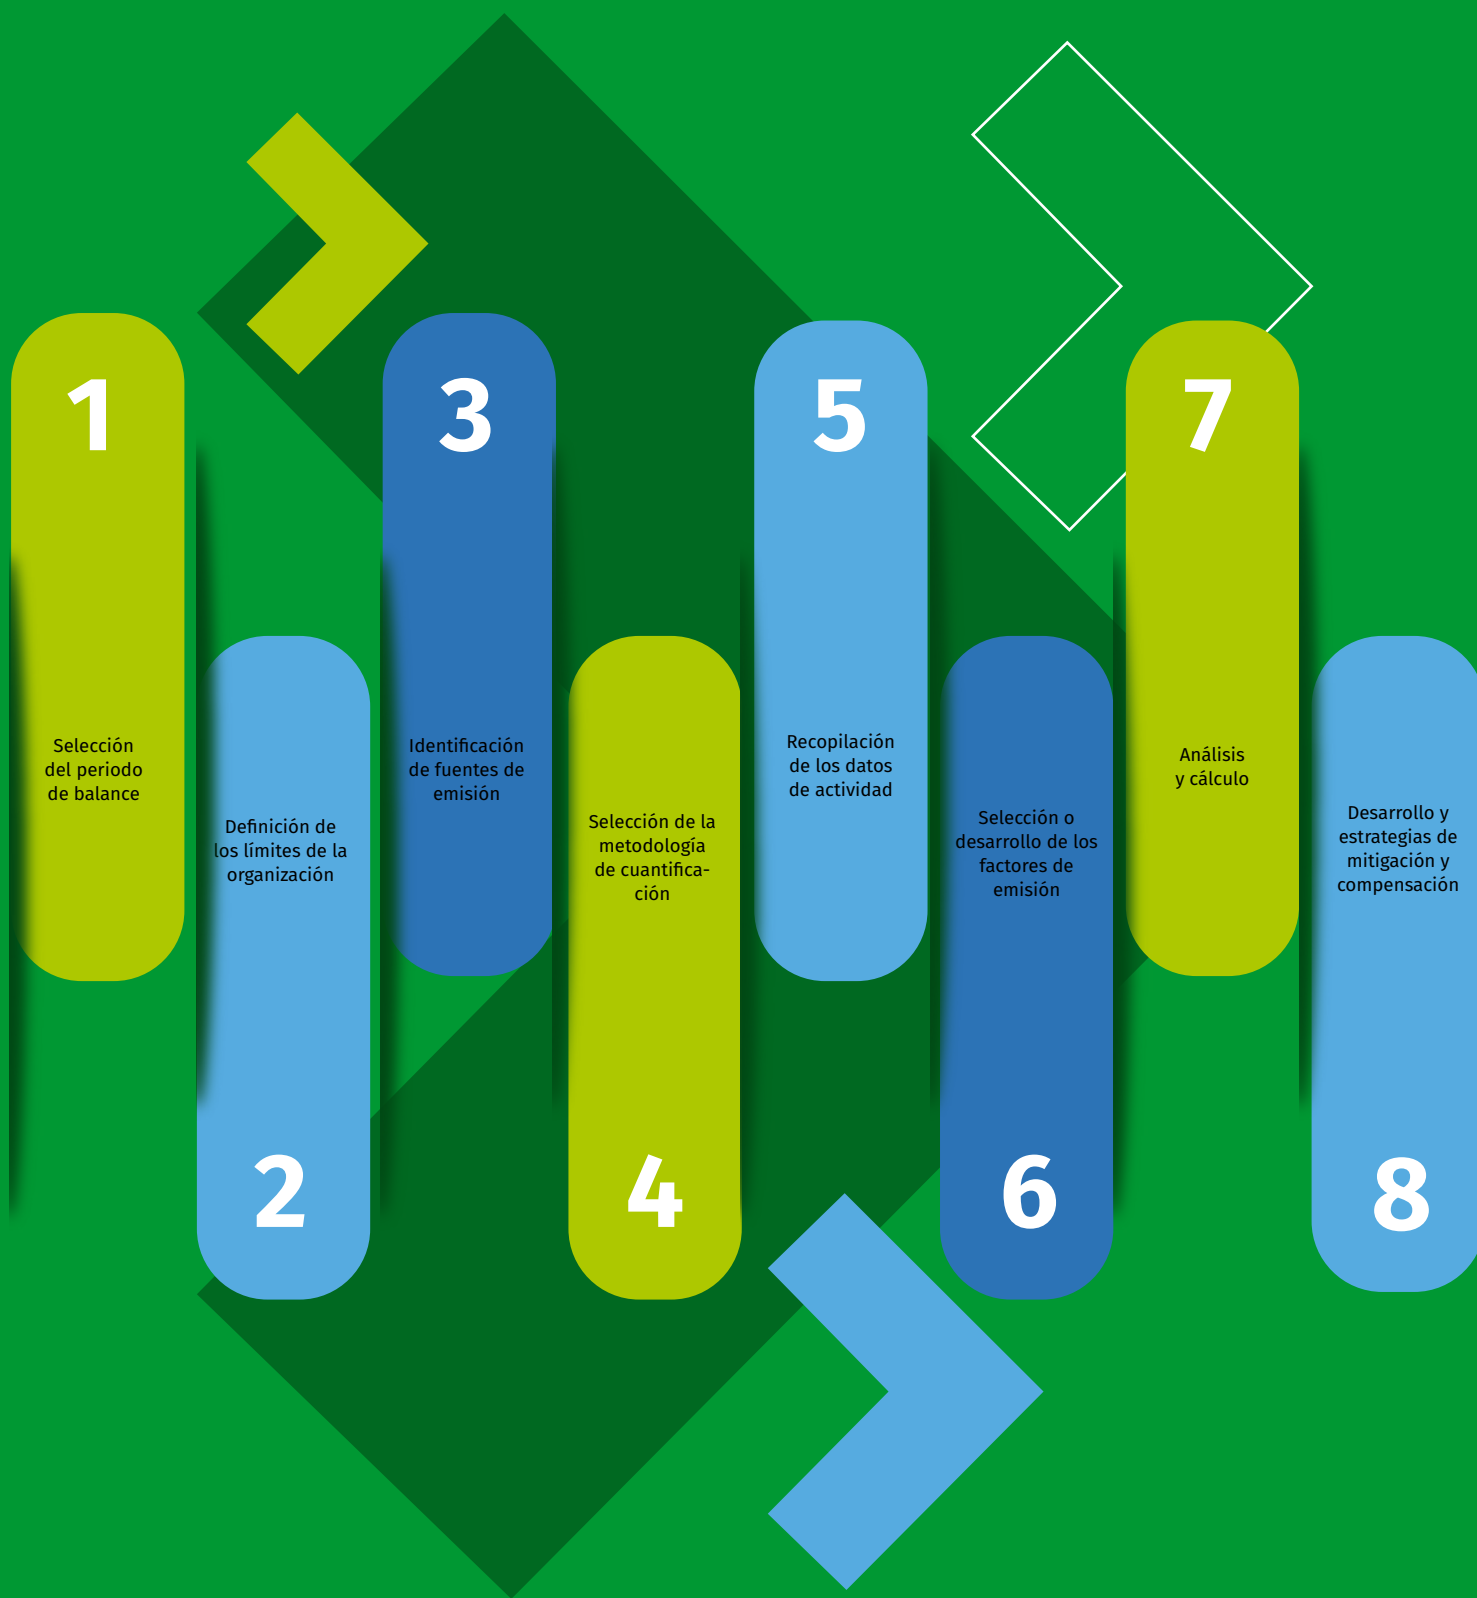 1
Selección
del periodo
de balance
Definición de
los límites de la
organización
2
3
Identificación
de fuentes de
emisión
Selección de la
metodología
de cuantifica-
ción
4
5
Recopilación
de los datos
de actividad
Selección o
desarrollo de los
factores de
emisión
6
7
Análisis
y cálculo
Desarrollo y
estrategias de
mitigación y
compensación
8